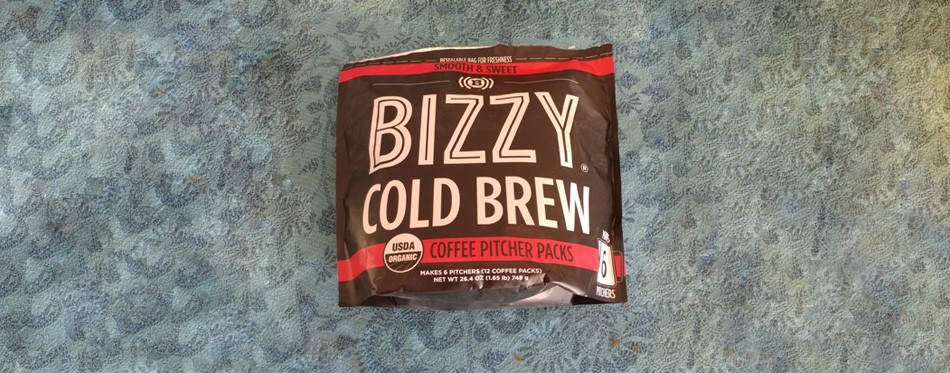 RESEALABLE BAG FOR FRESHNESS
SMOOTH & SWEET
B
BIZZY®
COLD BREW
USDA
ORGANIC
COFFEE PITCHER PACKS
MAKES 6 PITCHERS (12 COFFEE PACKS)
NET WT 26.4 OZ (1.65 lb) 748 g
6
PITCHERS